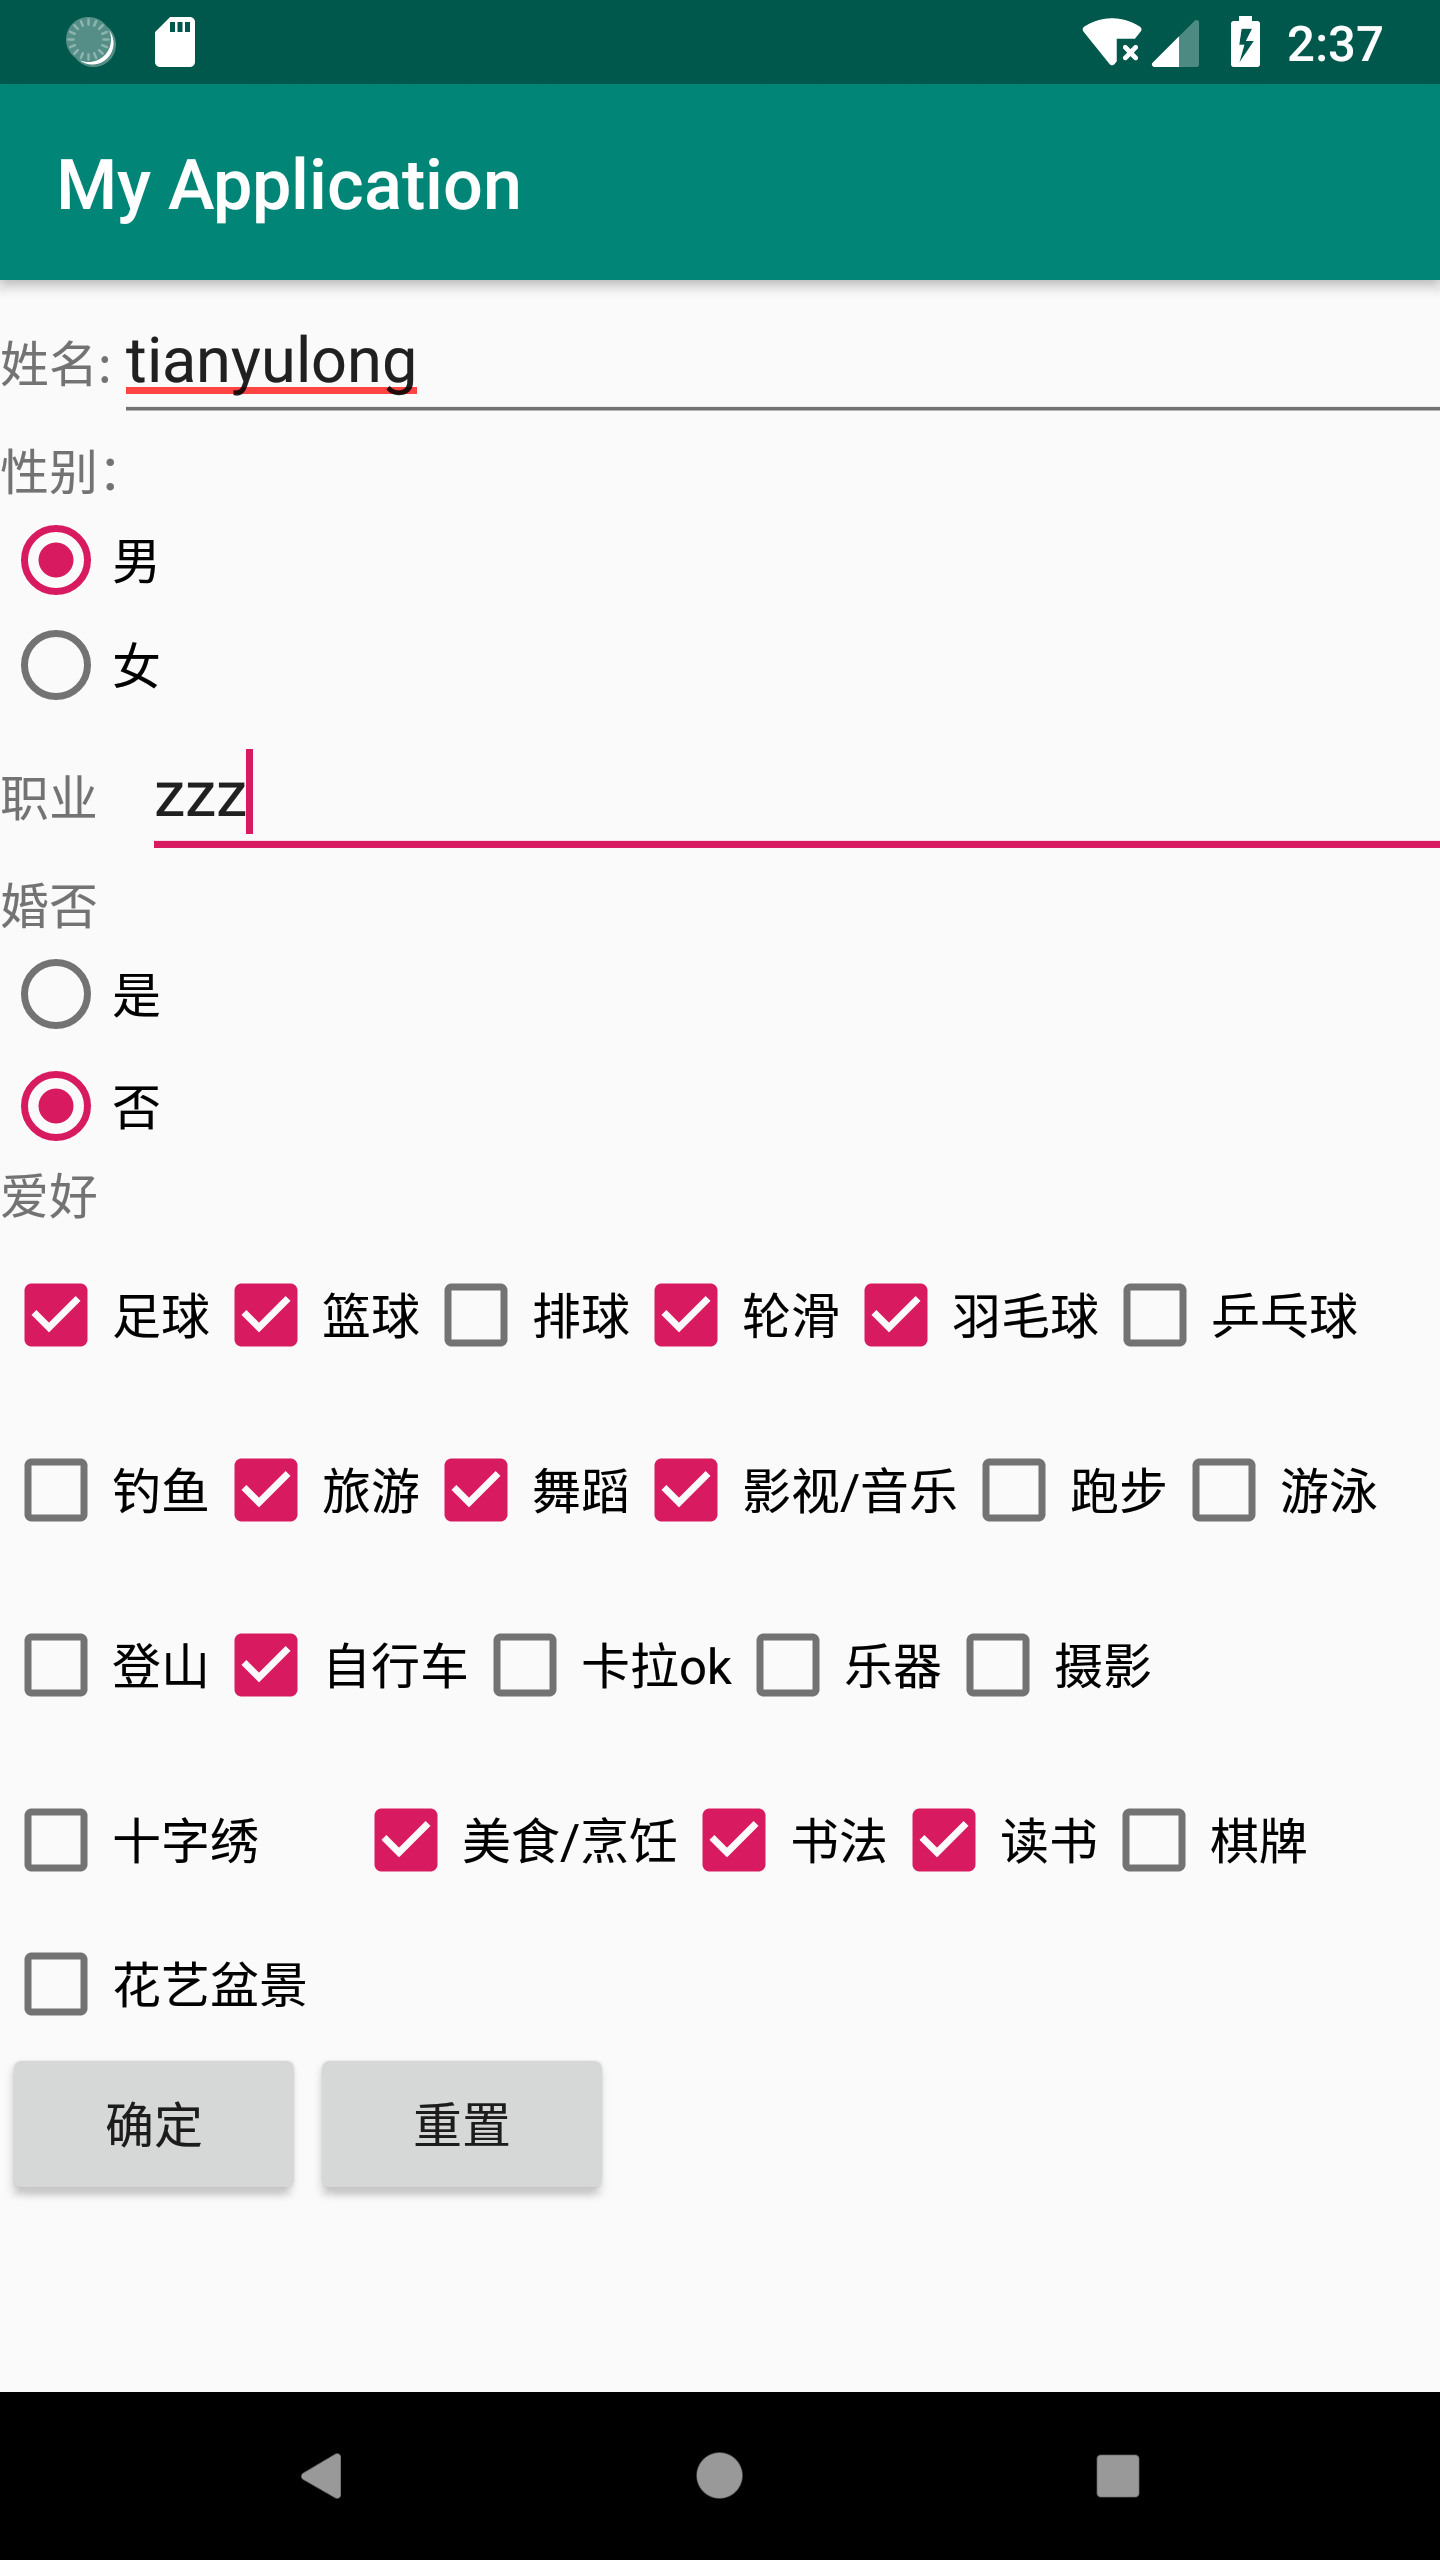 2:37
My Application
姓名: tianyulong
性别：
男
女
职业 zzz
婚否
是
否
爱好
足球 篮球 排球 轮滑 羽毛球 乒乓球
钓鱼 旅游 舞蹈 影视/音乐 跑步 游泳
登山 自行车 卡拉ok 乐器 摄影
十字绣 美食/烹饪 书法 读书 棋牌
花艺盆景
确定 重置